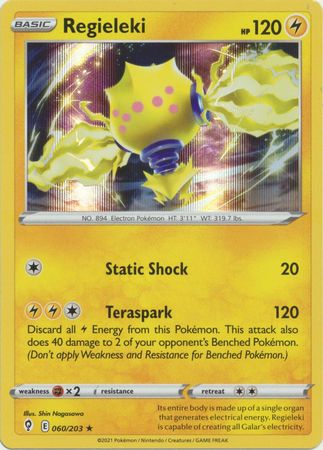 BASIC Regieleki HP 120
NO. 894 Electron Pokémon HT: 3'11" WT: 319.7 lbs.
Static Shock 20
Teraspark 120
Discard all Energy from this Pokémon. This attack also
does 40 damage to 2 of your opponent's Benched Pokémon.
(Don't apply Weakness and Resistance for Benched Pokémon.)
weakness ×2 resistance retreat
Illus. Shin Nagasawa
E 060/203 ★
Its entire body is made up of a single organ
that generates electrical energy. Regieleki
is capable of creating all Galar's electricity.
©2021 Pokémon / Nintendo / Creatures / GAME FREAK